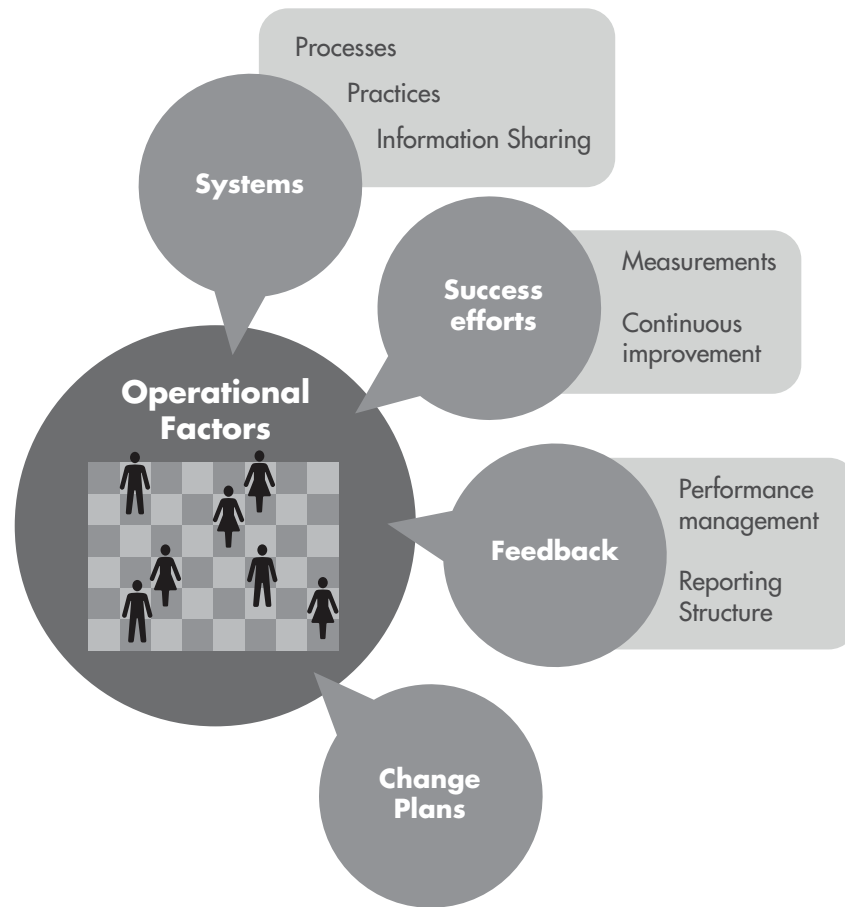 Processes
Practices
Information Sharing
Systems
Success
efforts
Measurements
Continuous
improvement
Operational
Factors
Feedback
Performance
management
Reporting
Structure
Change
Plans